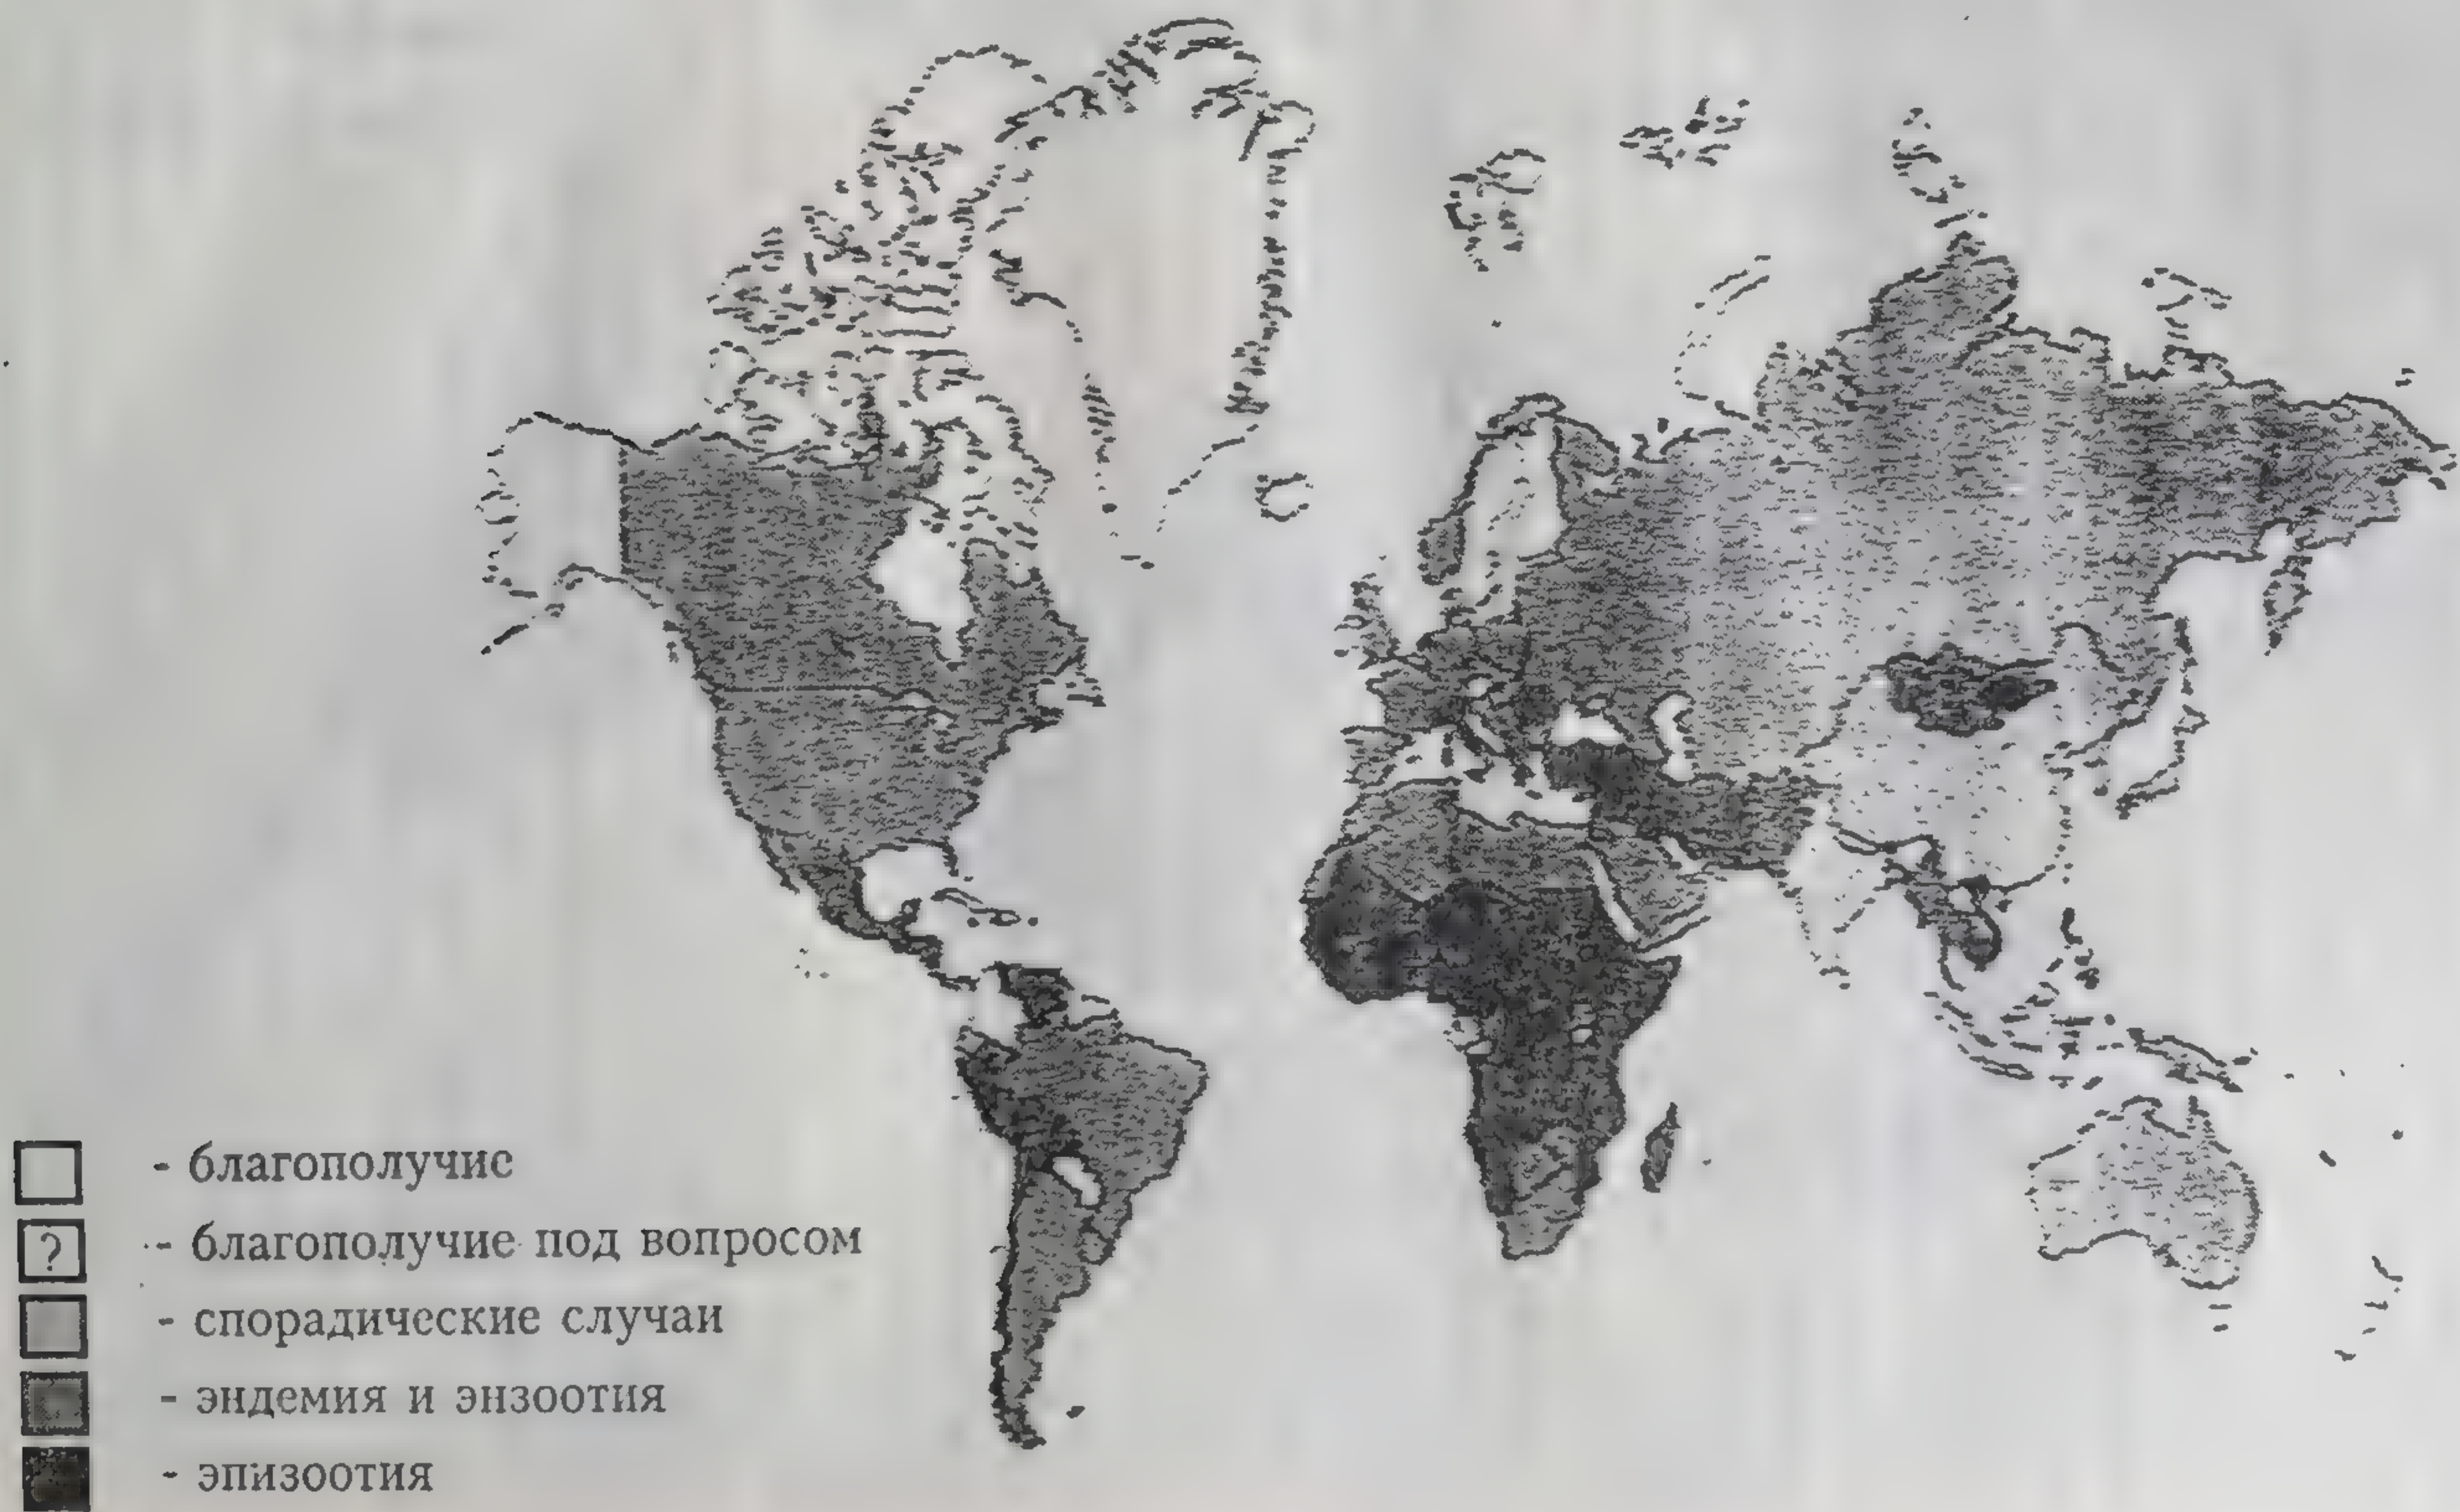 - благополучис
? - благополучие под вопросом
- спорадические случаи
- эндемия и энзоотия
- эпизоотия